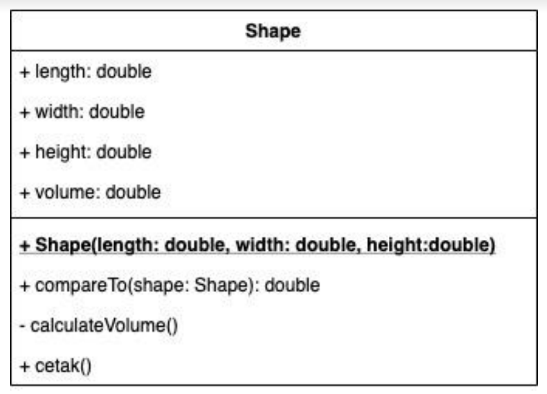 Shape
+ length: double
+ width: double
+ height: double
+ volume: double
+ Shape(length: double, width: double, height:double)
+ compareTo(shape: Shape): double
- calculateVolume()
+ cetak()